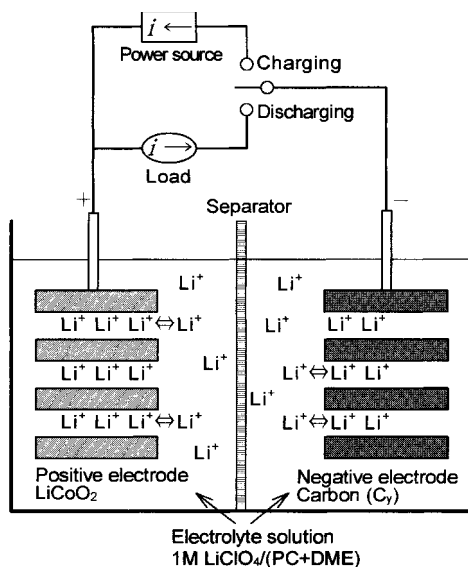 i ←
Power source
Charging
Discharging
i →
Load
+
−
Separator
Li⁺ Li⁺
Li⁺ Li⁺ Li⁺⇔Li⁺ Li⁺ Li⁺ Li⁺
Li⁺
Li⁺ Li⁺ Li⁺ Li⁺⇔Li⁺ Li⁺
Li⁺
Li⁺ Li⁺ Li⁺⇔Li⁺ Li⁺⇔Li⁺ Li⁺
Li⁺
Positive electrode
LiCoO₂
Negative electrode
Carbon (Cᵧ)
Electrolyte solution
1M LiClO₄/(PC+DME)